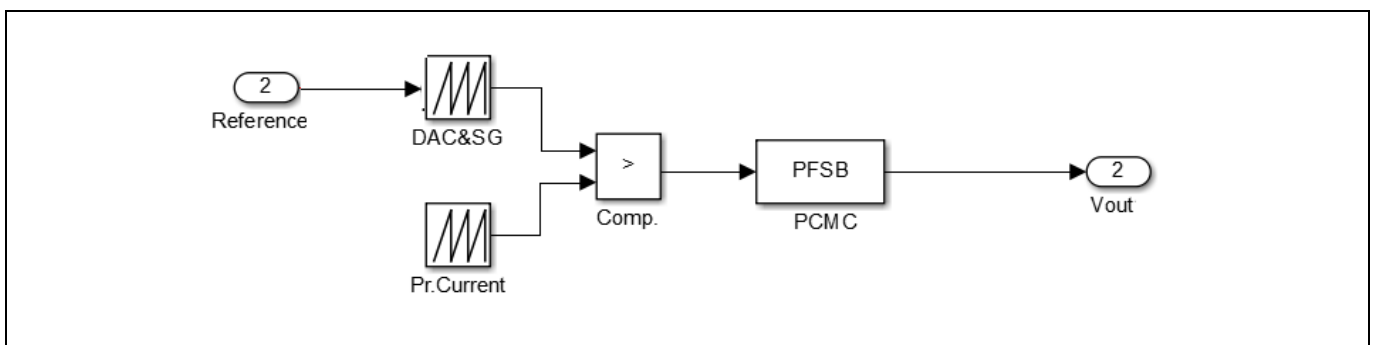 2
Reference
DAC&SG
Pr.Current
>
Comp.
PFSB
PCMC
2
Vout